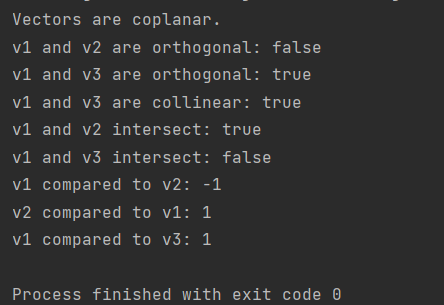 Vectors are coplanar.
v1 and v2 are orthogonal: false
v1 and v3 are orthogonal: true
v1 and v3 are collinear: true
v1 and v2 intersect: true
v1 and v3 intersect: false
v1 compared to v2: -1
v2 compared to v1: 1
v1 compared to v3: 1
Process finished with exit code 0